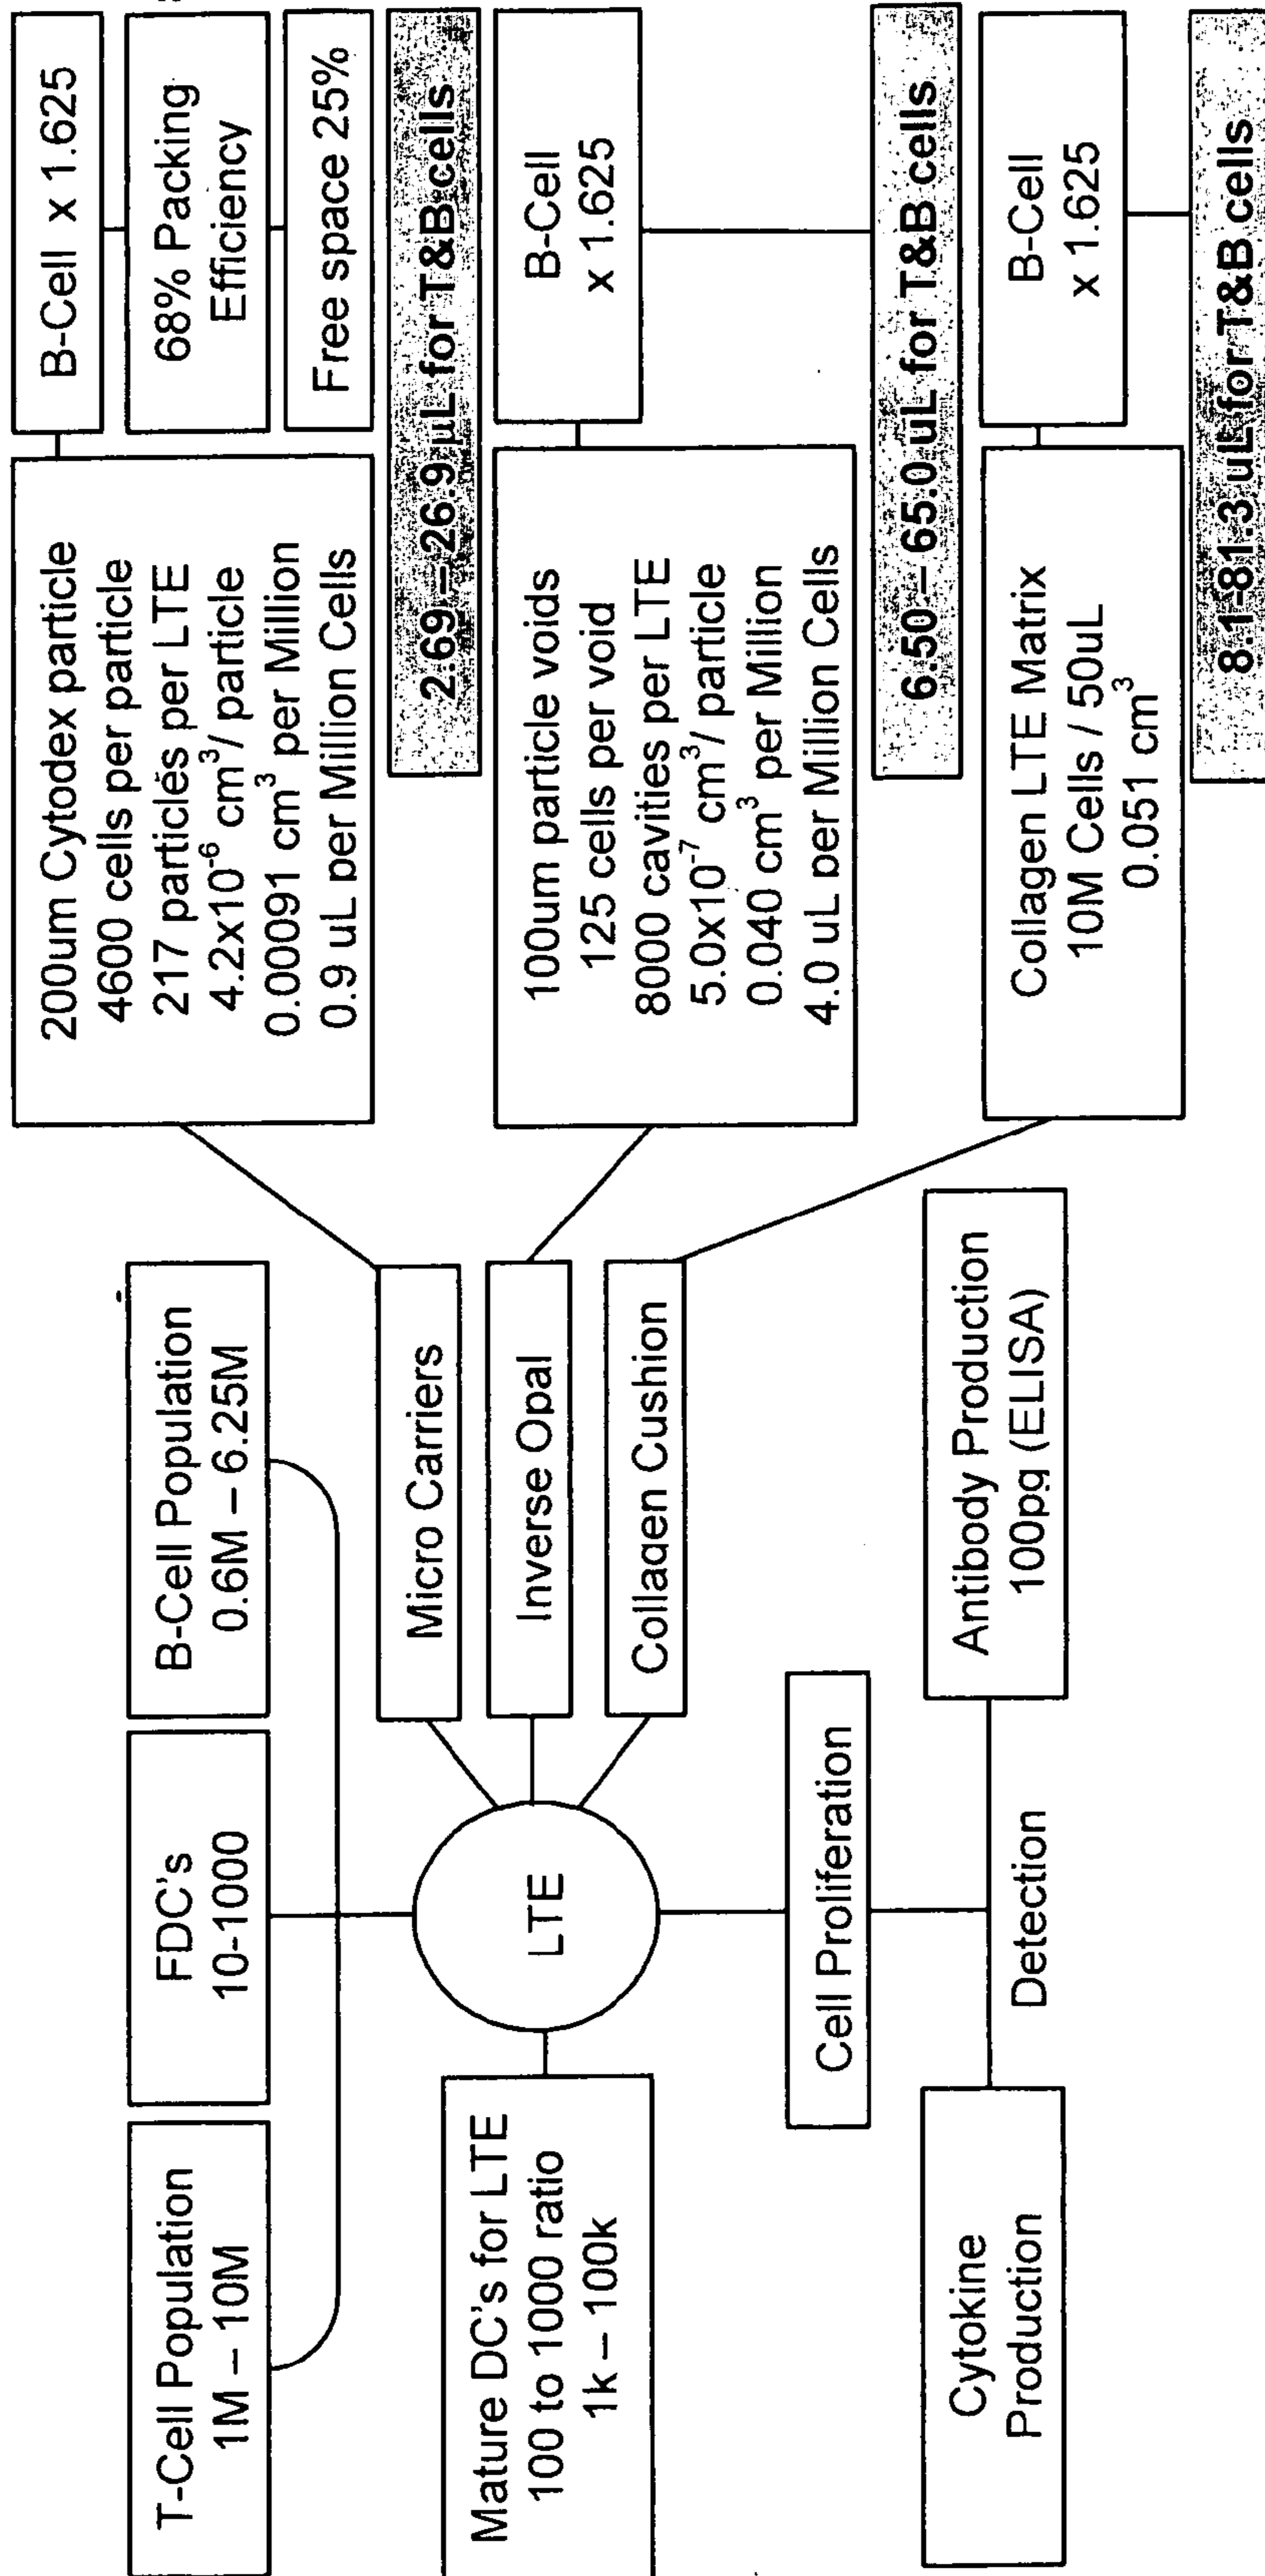 T-Cell Population
1M – 10M
FDC's
10-1000
B-Cell Population
0.6M – 6.25M
Mature DC's for LTE
100 to 1000 ratio
1k – 100k
LTE
Micro Carriers
Inverse Opal
Collagen Cushion
Cell Proliferation
Detection
Cytokine
Production
Antibody Production
100pg (ELISA)
200um Cytodex particle
4600 cells per particle
217 particles per LTE
4.2x10⁻⁶ cm³/ particle
0.00091 cm³ per Million
0.9 uL per Million Cells
B-Cell x 1.625
68% Packing
Efficiency
Free space 25%
2.69 – 26.9 µL for T&B cells
100um particle voids
125 cells per void
8000 cavities per LTE
5.0x10⁻⁷ cm³/ particle
0.040 cm³ per Million
4.0 uL per Million Cells
B-Cell
x 1.625
6.50 – 65.0 uL for T&B cells
Collagen LTE Matrix
10M Cells / 50uL
0.051 cm³
B-Cell
x 1.625
8.1-81.3 uL for T&B cells